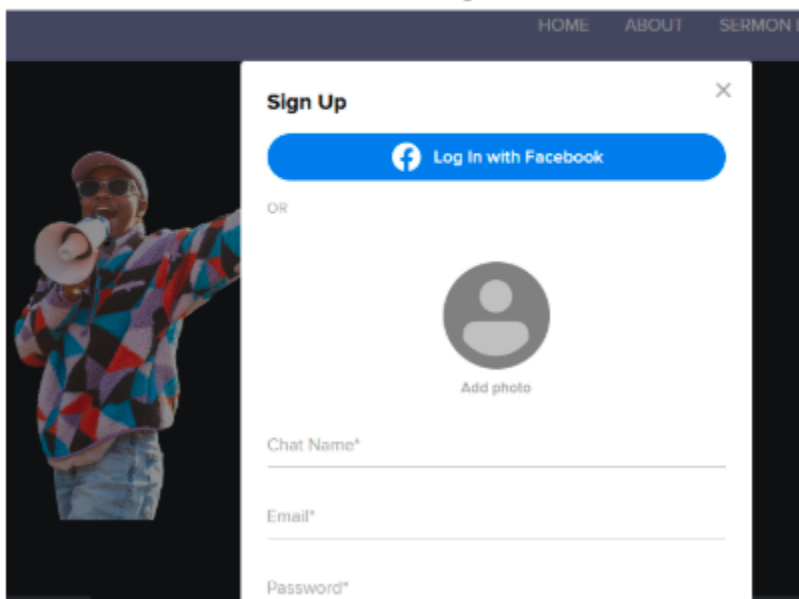 HOME ABOUT SERMON
Sign Up
Log In with Facebook
OR
Add photo
Chat Name*
Email*
Password*